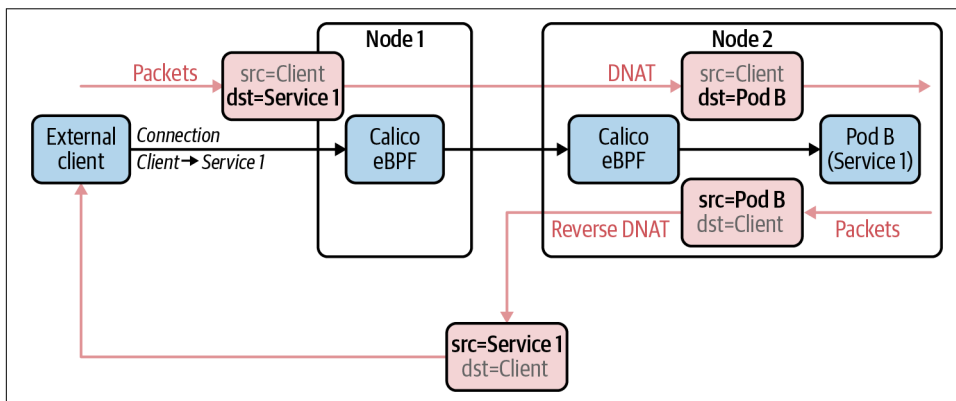 Node 1
Node 2
Packets
src=Client
dst=Service 1
DNAT
src=Client
dst=Pod B
External
client
Connection
Client→Service 1
Calico
eBPF
Calico
eBPF
Pod B
(Service 1)
src=Pod B
dst=Client
Reverse DNAT
Packets
src=Service 1
dst=Client